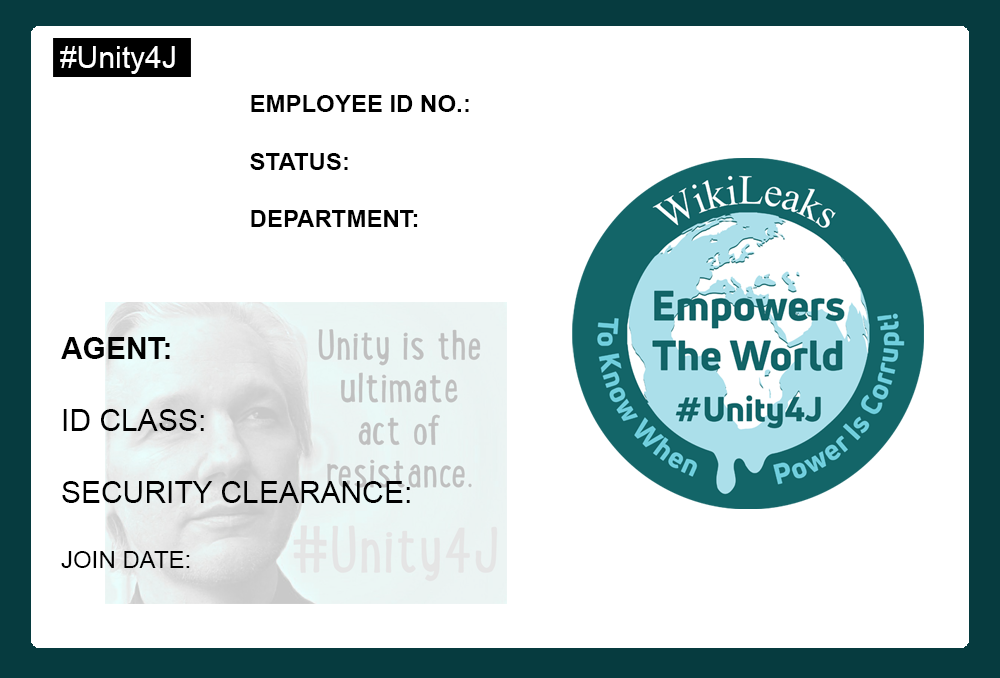 #Unity4J
EMPLOYEE ID NO.:
STATUS:
DEPARTMENT:
AGENT:
ID CLASS:
SECURITY CLEARANCE:
JOIN DATE:
Unity is the
ultimate
act of
resistance.
#Unity4J
WikiLeaks
Empowers
The World
#Unity4J
To Know When
Power Is Corrupt!